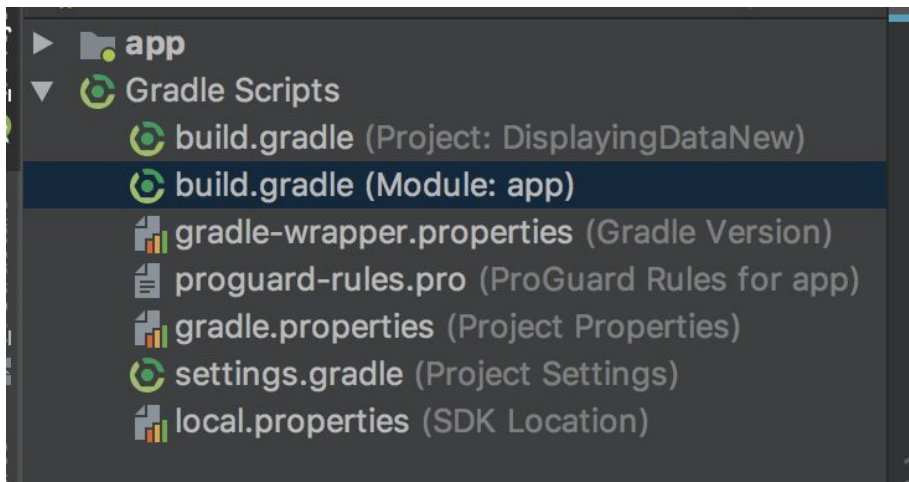 app
Gradle Scripts
build.gradle (Project: DisplayingDataNew)
build.gradle (Module: app)
gradle-wrapper.properties (Gradle Version)
proguard-rules.pro (ProGuard Rules for app)
gradle.properties (Project Properties)
settings.gradle (Project Settings)
local.properties (SDK Location)